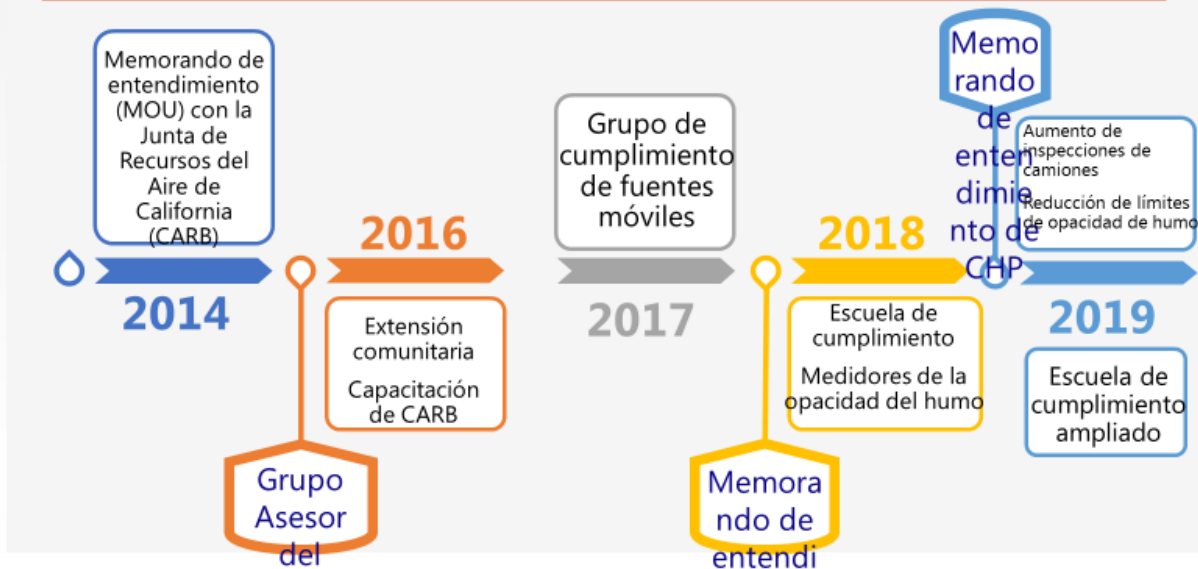 Memorando de
entendimiento
(MOU) con la
Junta de
Recursos del
Aire de
California
(CARB)
2014
2016
Extensión
comunitaria
Capacitación
de CARB
Grupo
Asesor
del
Grupo de
cumplimiento
de fuentes
móviles
2017
2018
Escuela de
cumplimiento
Medidores de la
opacidad del humo
Memora
ndo de
entendi
Memo
rando
de
enten
dimie
nto de
CHP
Aumento de
inspecciones de
camiones
Reducción de límites
de opacidad de humo
2019
Escuela de
cumplimiento
ampliado